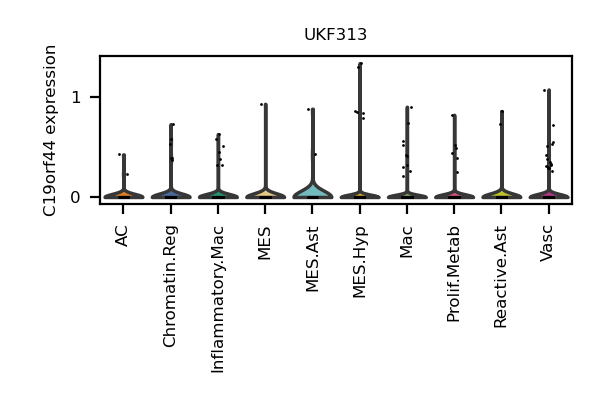 UKF313
C19orf44 expression
1
0
AC
Chromatin.Reg
Inflammatory.Mac
MES
MES.Ast
MES.Hyp
Mac
Prolif.Metab
Reactive.Ast
Vasc